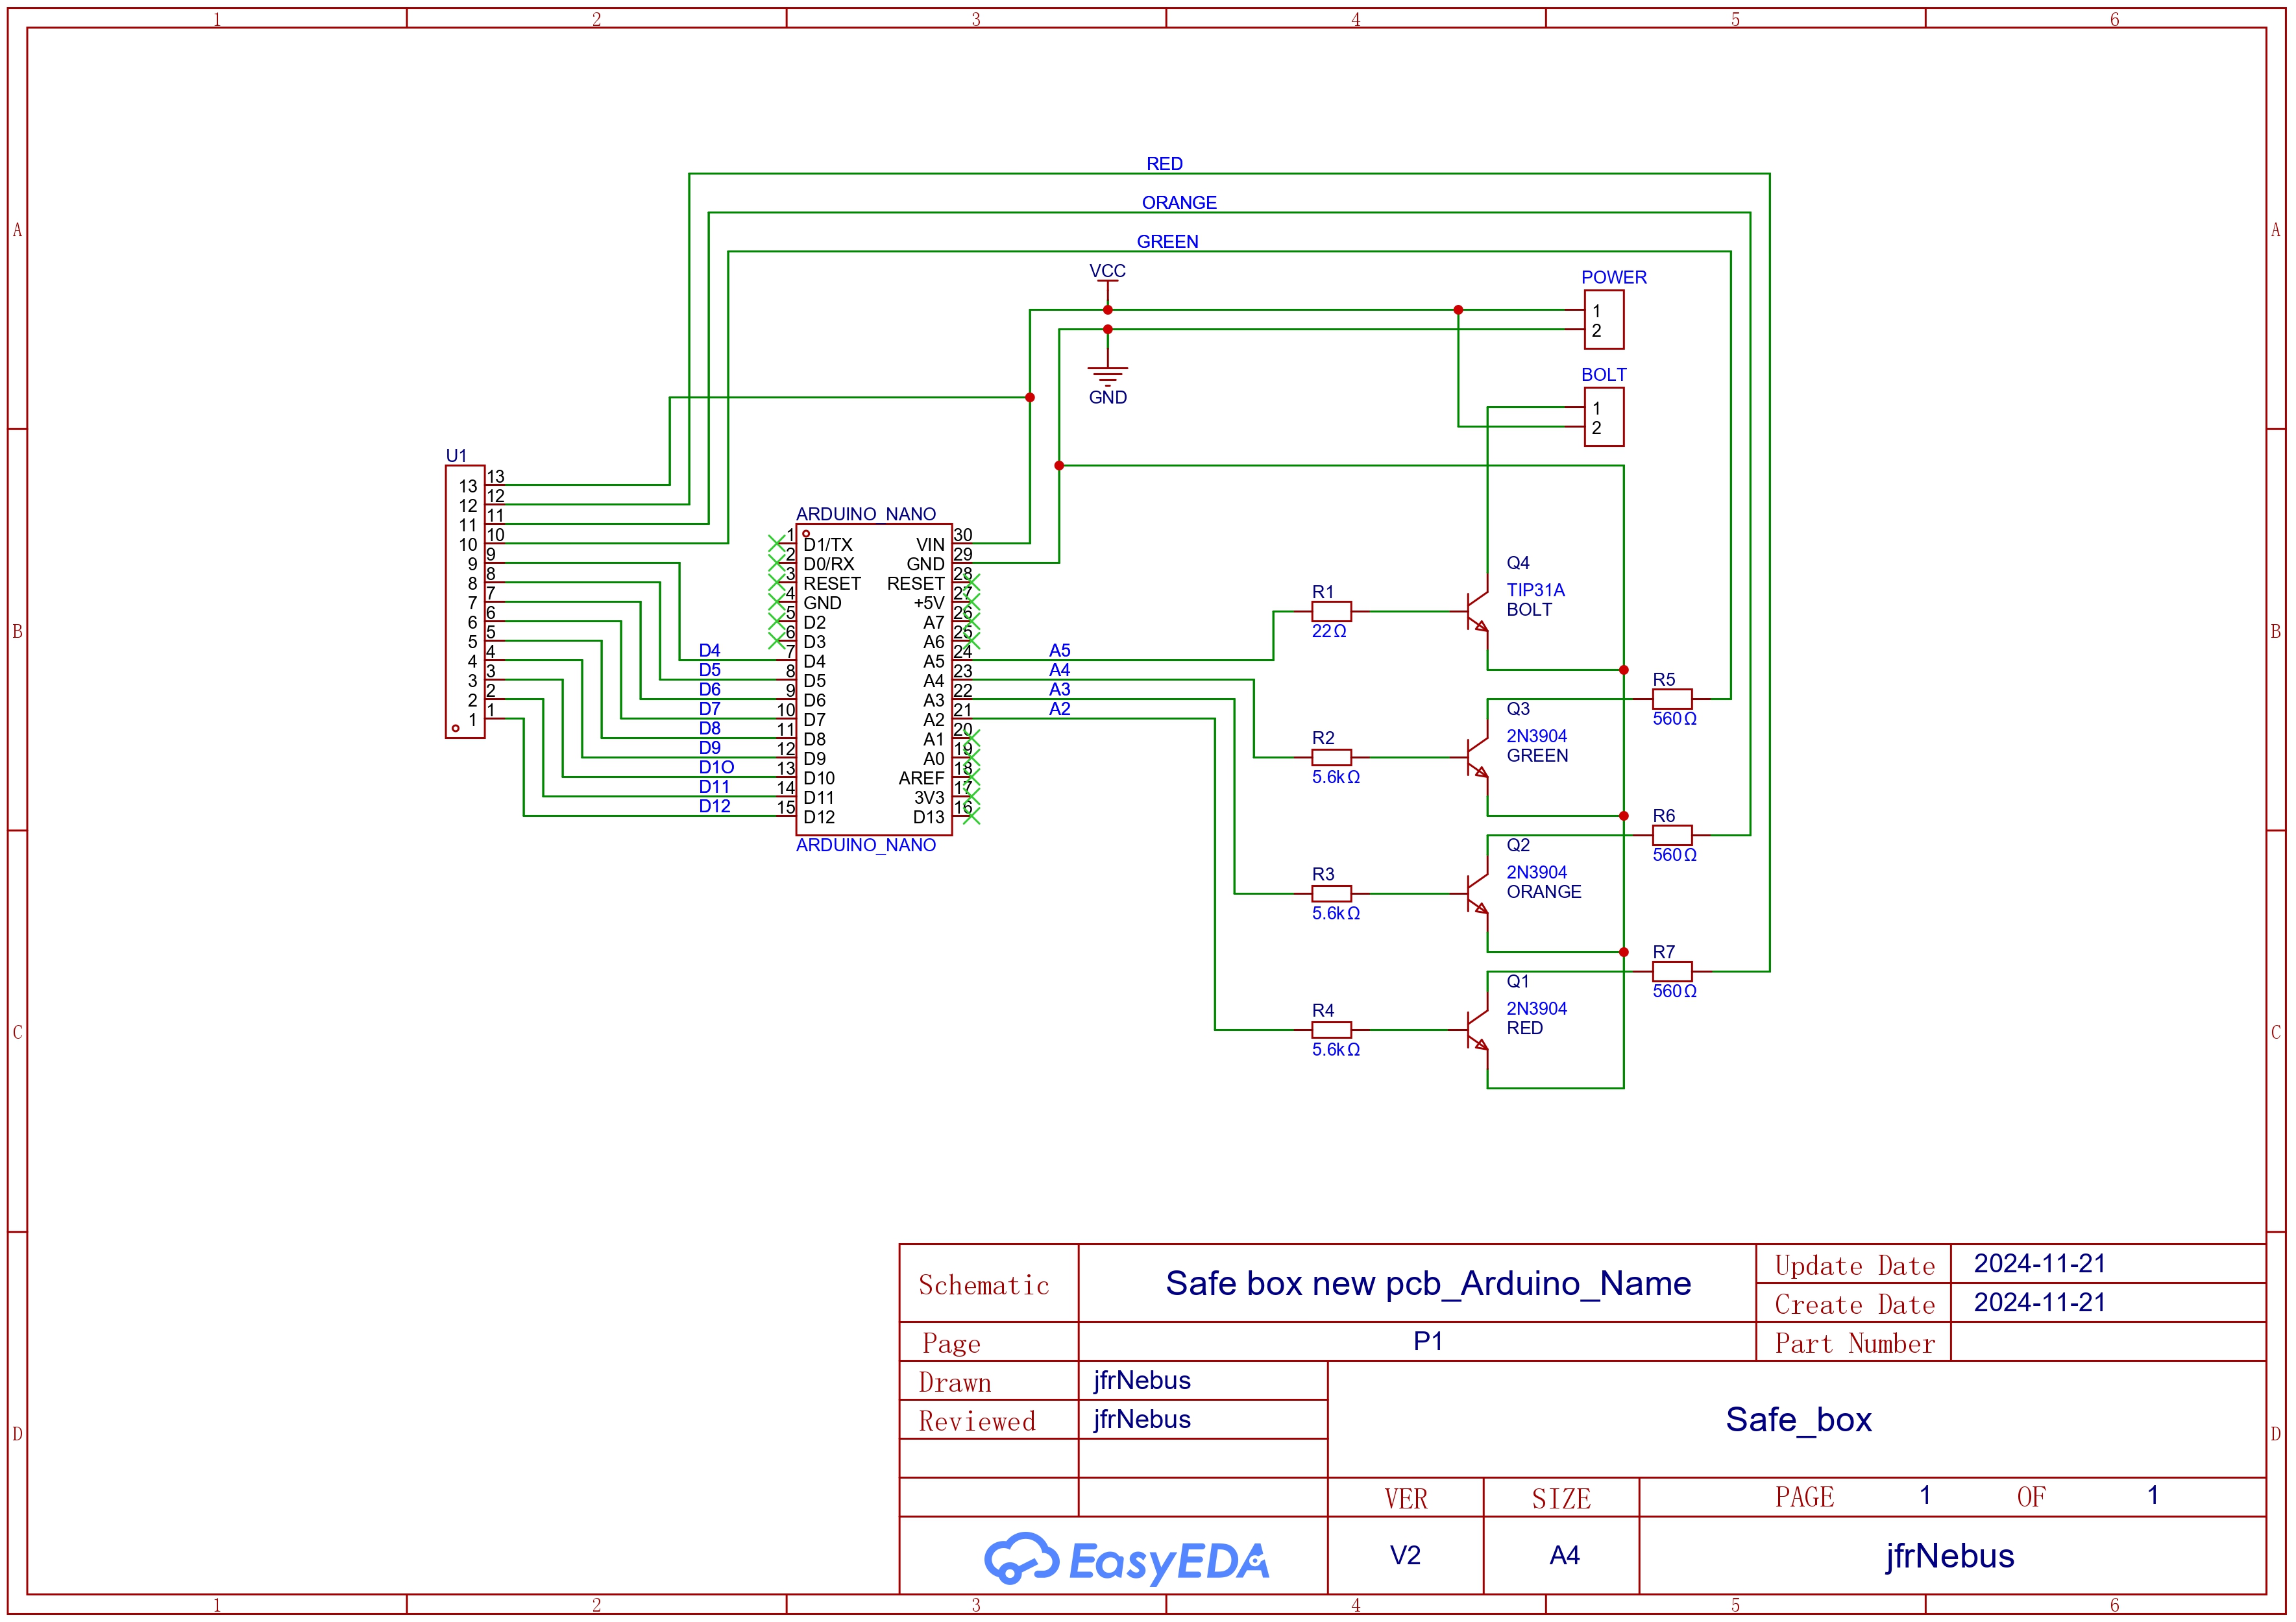 1 2 3 4 5 6
A A
B B
C C
D D
RED
ORANGE
GREEN
VCC
GND
POWER
1
2
BOLT
1
2
U1
13 13
12 12
11 11
10 10
9 9
8 8
7 7
6 6
5 5
4 4
3 3
2 2
1 1
D4
D5
D6
D7
D8
D9
D1O
D11
D12
ARDUINO_NANO
1 D1/TX VIN 30
2 D0/RX GND 29
3 RESET RESET 28
4 GND +5V 27
5 D2 A7 26
6 D3 A6 25
7 D4 A5 24
8 D5 A4 23
9 D6 A3 22
10 D7 A2 21
11 D8 A1 20
12 D9 A0 19
13 D10 AREF 18
14 D11 3V3 17
15 D12 D13 16
ARDUINO_NANO
A5
A4
A3
A2
R1
22Ω
Q4
TIP31A
BOLT
R5
560Ω
R2
5.6kΩ
Q3
2N3904
GREEN
R6
560Ω
R3
5.6kΩ
Q2
2N3904
ORANGE
R7
560Ω
R4
5.6kΩ
Q1
2N3904
RED
Schematic Safe box new pcb_Arduino_Name
Update Date 2024-11-21
Create Date 2024-11-21
Page P1 Part Number
Drawn jfrNebus
Reviewed jfrNebus
Safe_box
VER SIZE PAGE 1 OF 1
EasyEDA V2 A4 jfrNebus
1 2 3 4 5 6